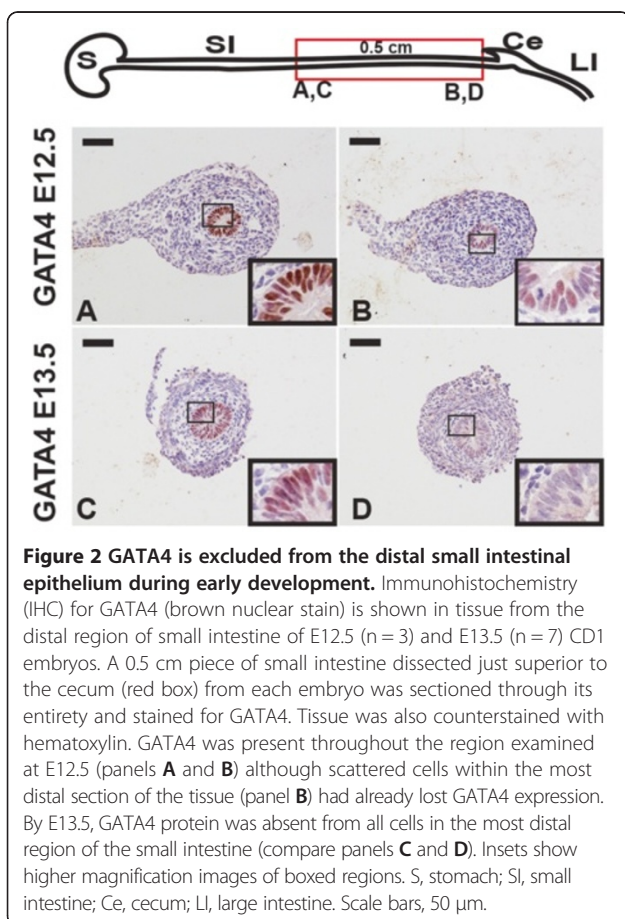 SI
Ce
S
0.5 cm
LI
A,C
B,D
GATA4 E12.5
A
B
GATA4 E13.5
C
D
Figure 2 GATA4 is excluded from the distal small intestinal
epithelium during early development. Immunohistochemistry
(IHC) for GATA4 (brown nuclear stain) is shown in tissue from the
distal region of small intestine of E12.5 (n = 3) and E13.5 (n = 7) CD1
embryos. A 0.5 cm piece of small intestine dissected just superior to
the cecum (red box) from each embryo was sectioned through its
entirety and stained for GATA4. Tissue was also counterstained with
hematoxylin. GATA4 was present throughout the region examined
at E12.5 (panels A and B) although scattered cells within the most
distal section of the tissue (panel B) had already lost GATA4 expression.
By E13.5, GATA4 protein was absent from all cells in the most distal
region of the small intestine (compare panels C and D). Insets show
higher magnification images of boxed regions. S, stomach; SI, small
intestine; Ce, cecum; LI, large intestine. Scale bars, 50 μm.